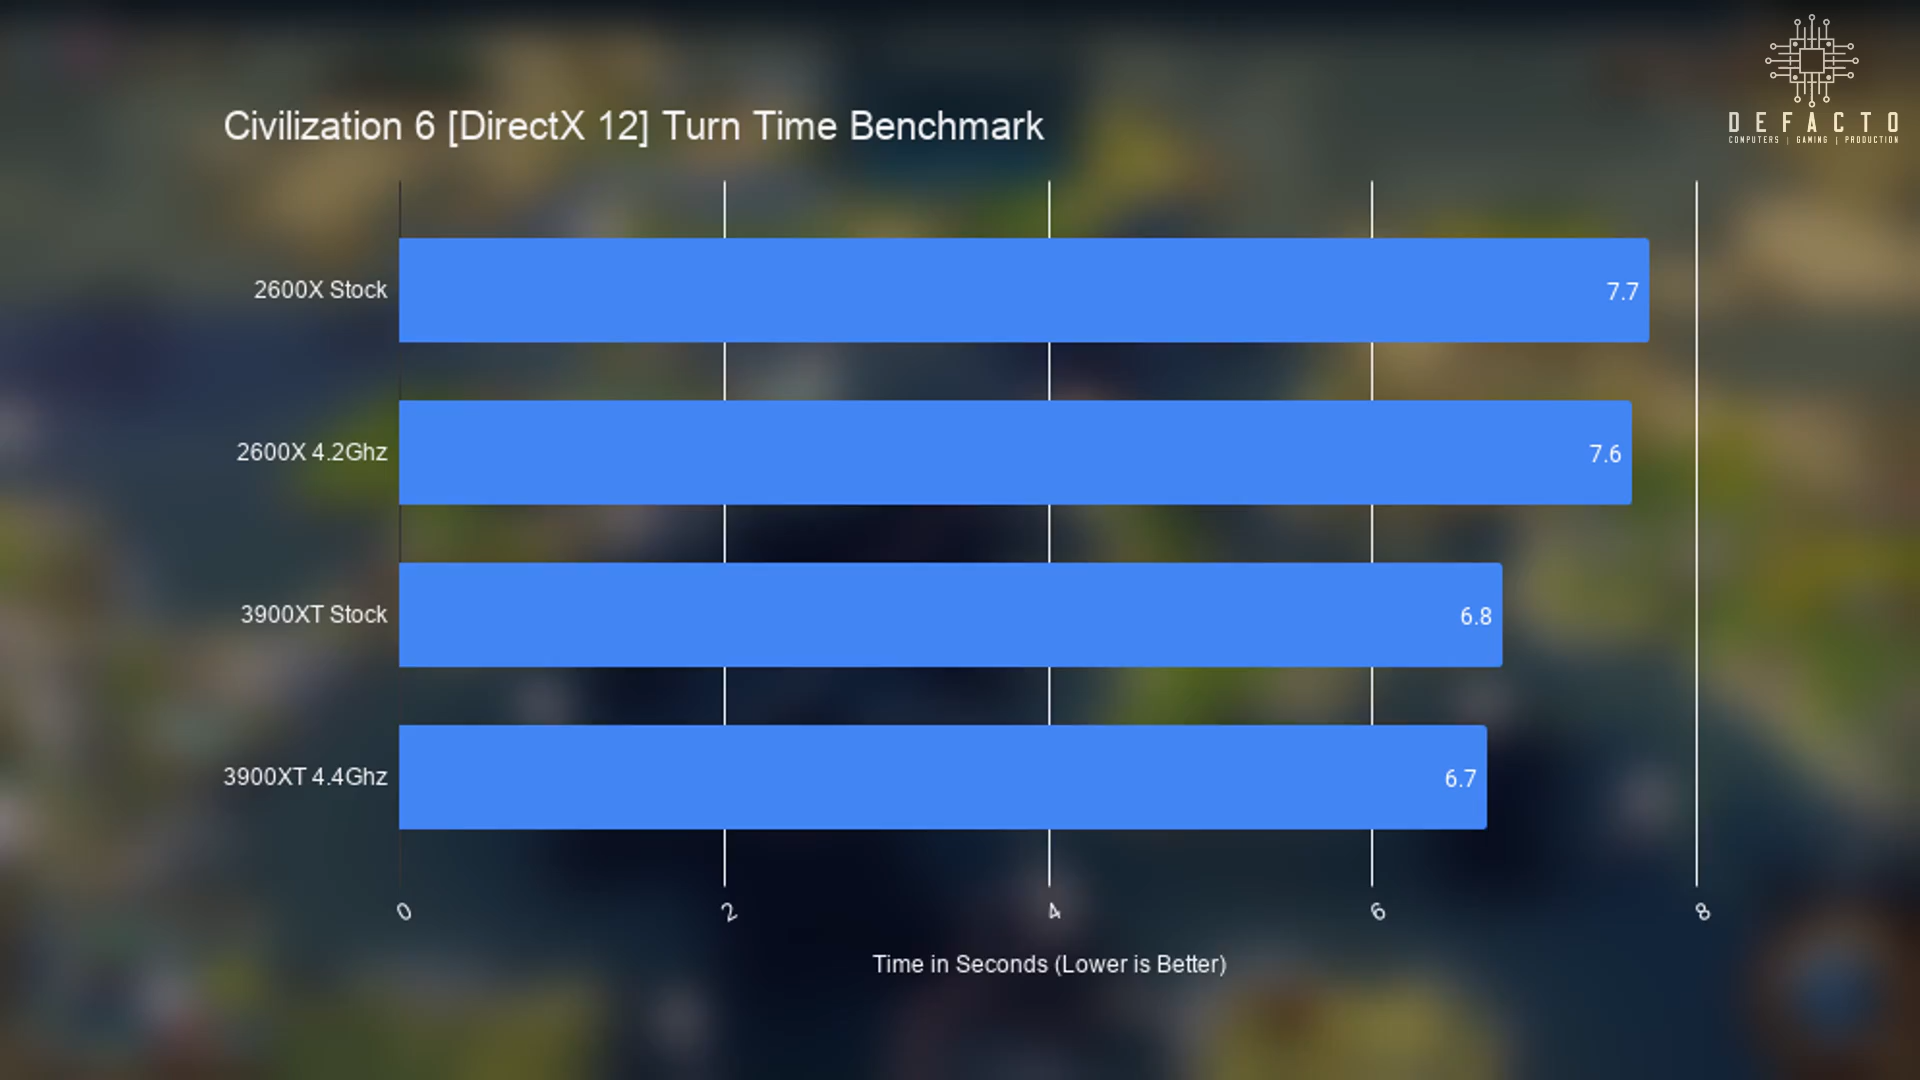 DEFACTO
COMPUTERS | GAMING | PRODUCTION
Civilization 6 [DirectX 12] Turn Time Benchmark
2600X Stock
7.7
2600X 4.2Ghz
7.6
3900XT Stock
6.8
3900XT 4.4Ghz
6.7
0 2 4 6 8
Time in Seconds (Lower is Better)